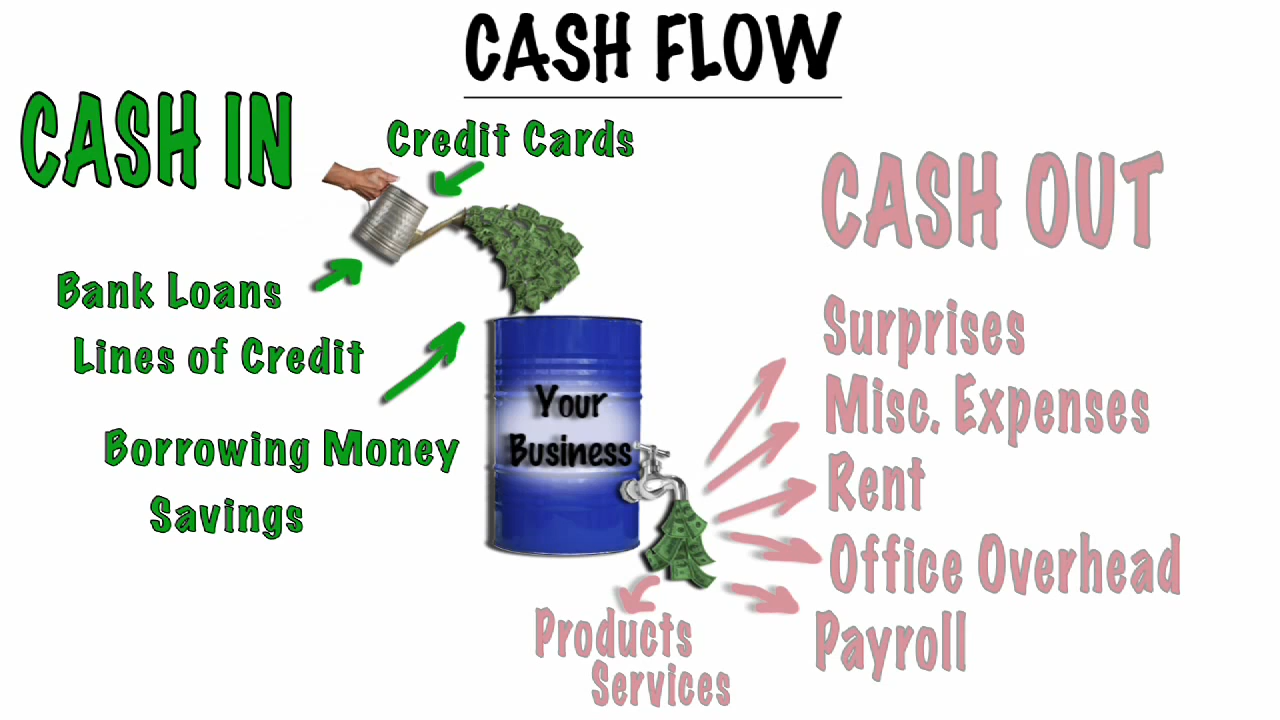 CASH FLOW
CASH IN
Credit Cards
Bank Loans
Lines of Credit
Borrowing Money
Savings
Your
Business
CASH OUT
Surprises
Misc. Expenses
Rent
Office Overhead
Payroll
Products
Services